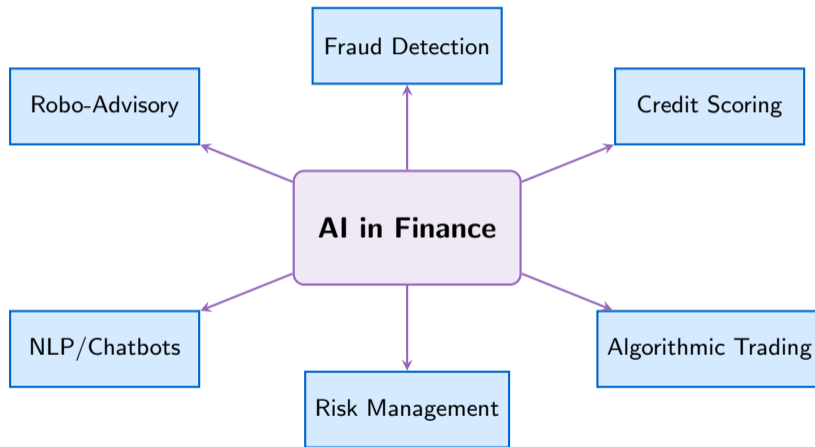 Fraud Detection
Robo-Advisory
Credit Scoring
AI in Finance
NLP/Chatbots
Algorithmic Trading
Risk Management